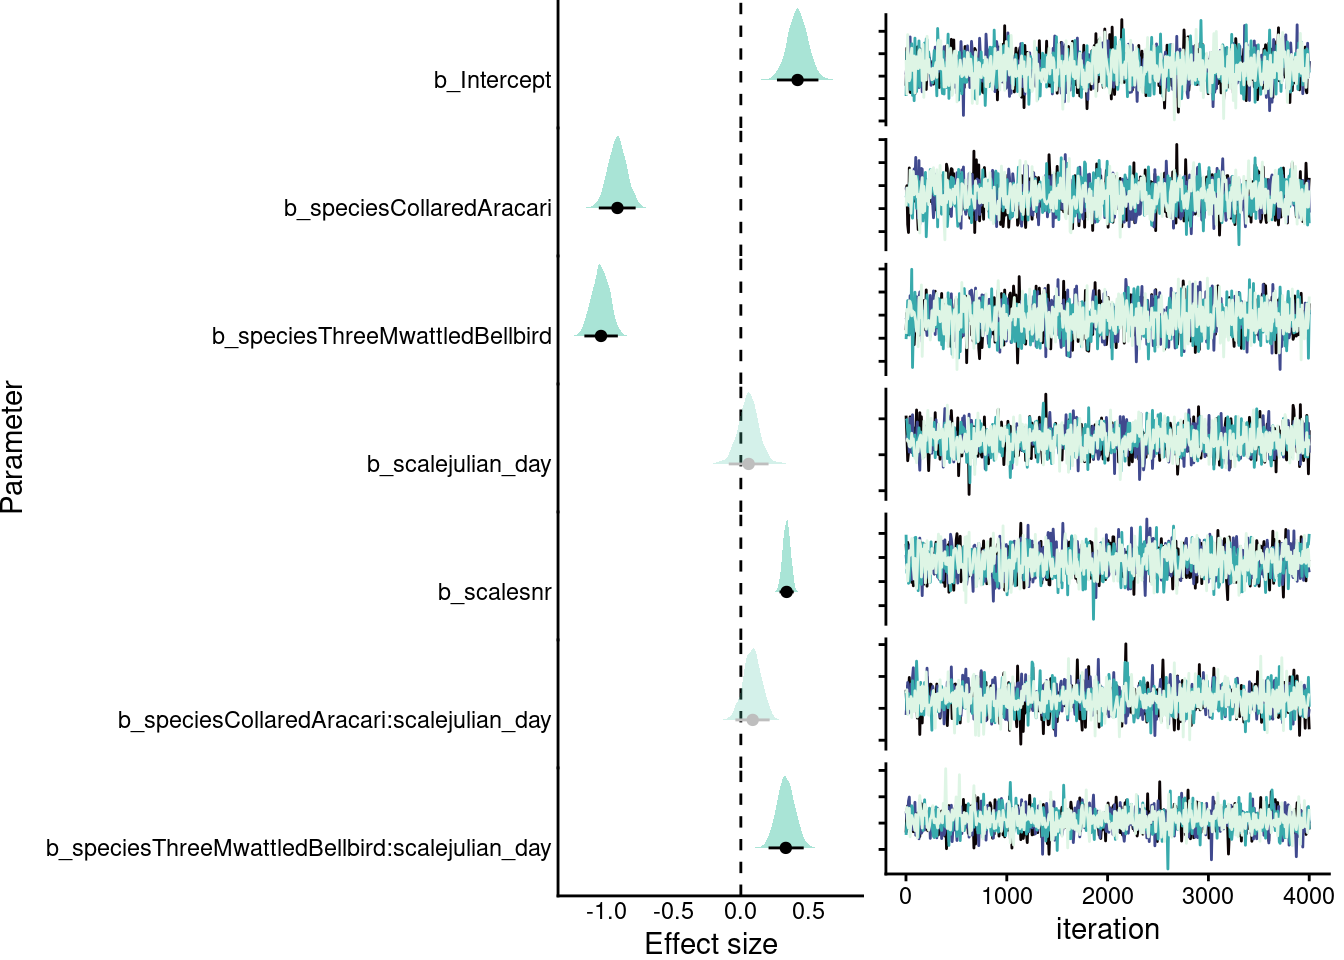 Parameter
b_Intercept
b_speciesCollaredAracari
b_speciesThreeMwattledBellbird
b_scalejulian_day
b_scalesnr
b_speciesCollaredAracari:scalejulian_day
b_speciesThreeMwattledBellbird:scalejulian_day
-1.0 -0.5 0.0 0.5
Effect size
0 1000 2000 3000 4000
iteration